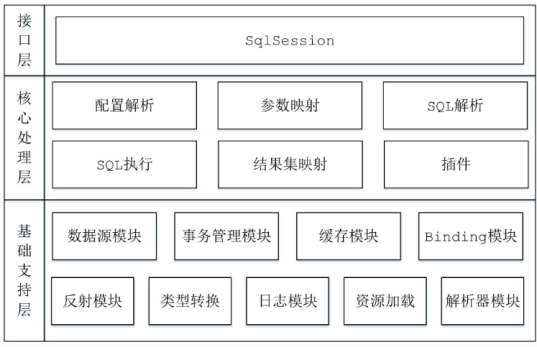 接口层
SqlSession
核心处理层
配置解析
参数映射
SQL解析
SQL执行
结果集映射
插件
基础支持层
数据源模块
事务管理模块
缓存模块
Binding模块
反射模块
类型转换
日志模块
资源加载
解析器模块